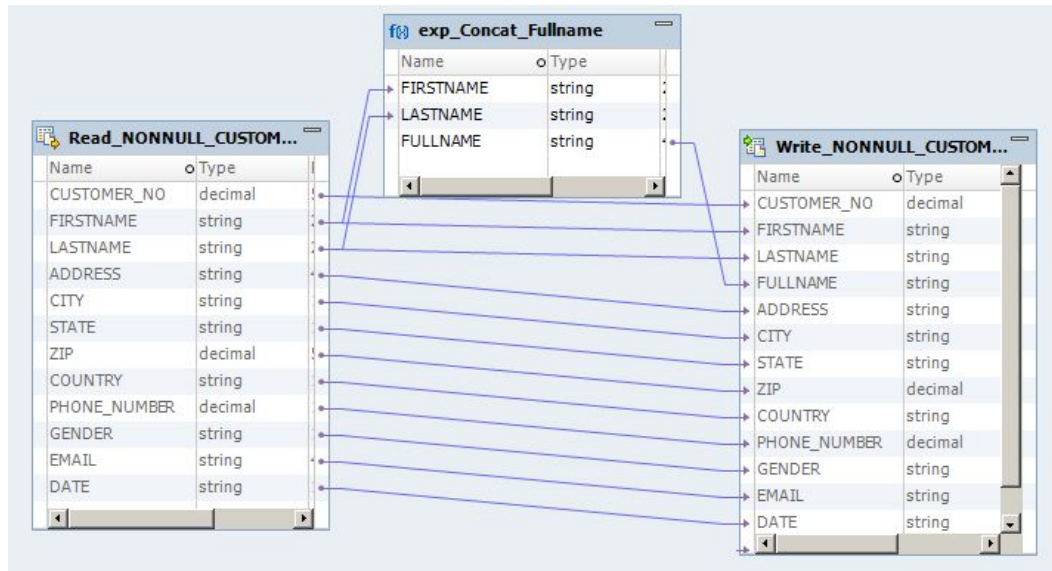 f(x) exp_Concat_Fullname
Name Type
FIRSTNAME string
LASTNAME string
FULLNAME string
Read_NONNULL_CUSTOM...
Name Type
CUSTOMER_NO decimal
FIRSTNAME string
LASTNAME string
ADDRESS string
CITY string
STATE string
ZIP decimal
COUNTRY string
PHONE_NUMBER decimal
GENDER string
EMAIL string
DATE string
Write_NONNULL_CUSTOM...
Name Type
CUSTOMER_NO decimal
FIRSTNAME string
LASTNAME string
FULLNAME string
ADDRESS string
CITY string
STATE string
ZIP decimal
COUNTRY string
PHONE_NUMBER decimal
GENDER string
EMAIL string
DATE string